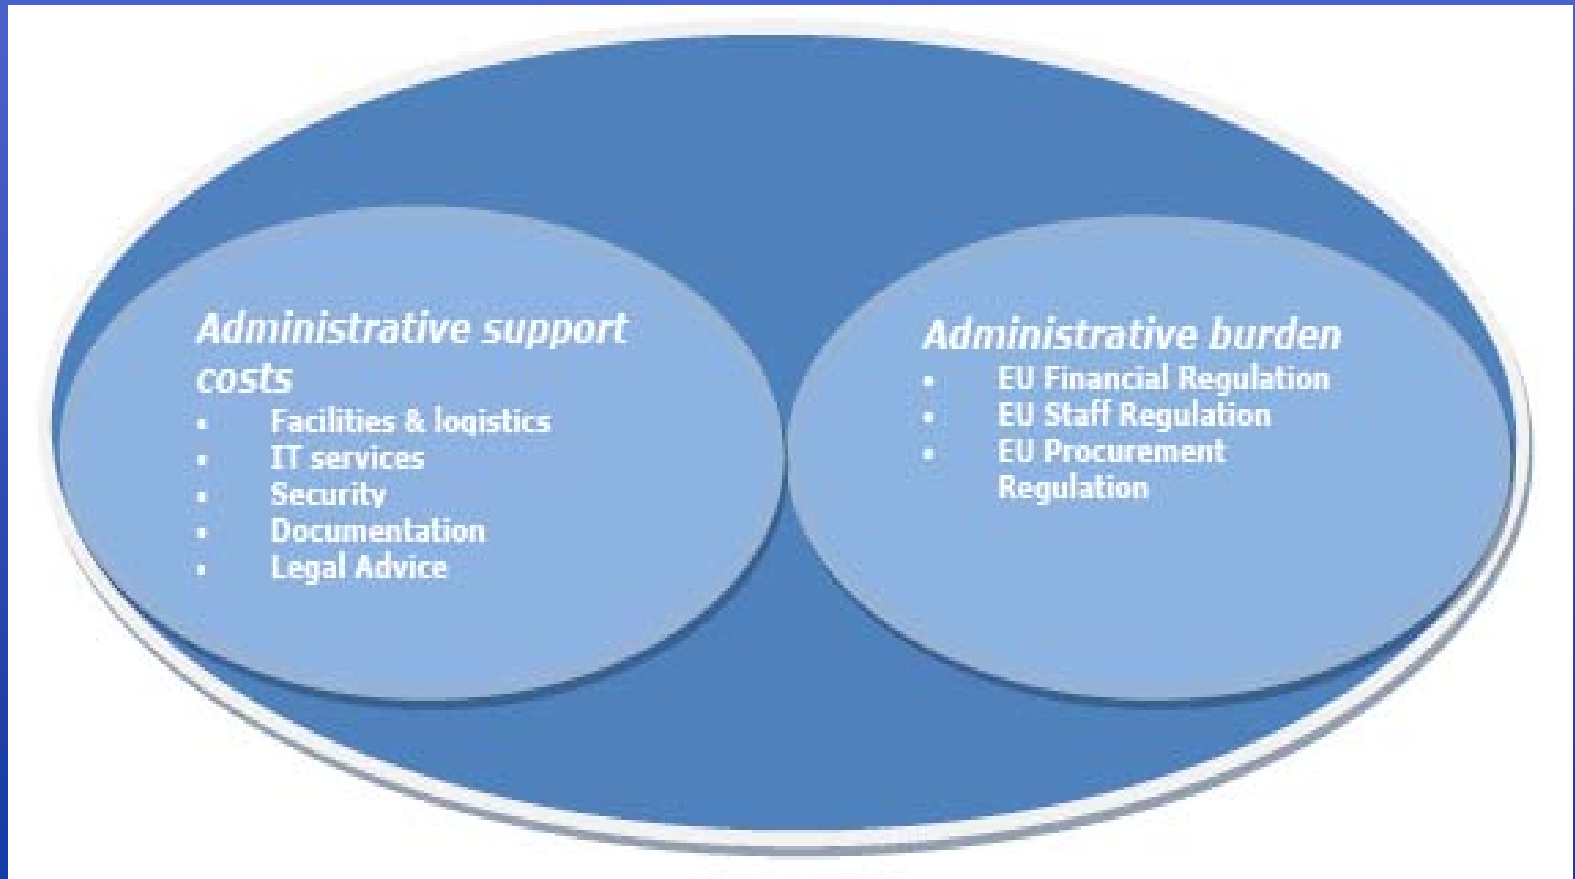 Administrative support
costs
• Facilities & logistics
• IT services
• Security
• Documentation
• Legal Advice
Administrative burden
• EU Financial Regulation
• EU Staff Regulation
• EU Procurement
Regulation